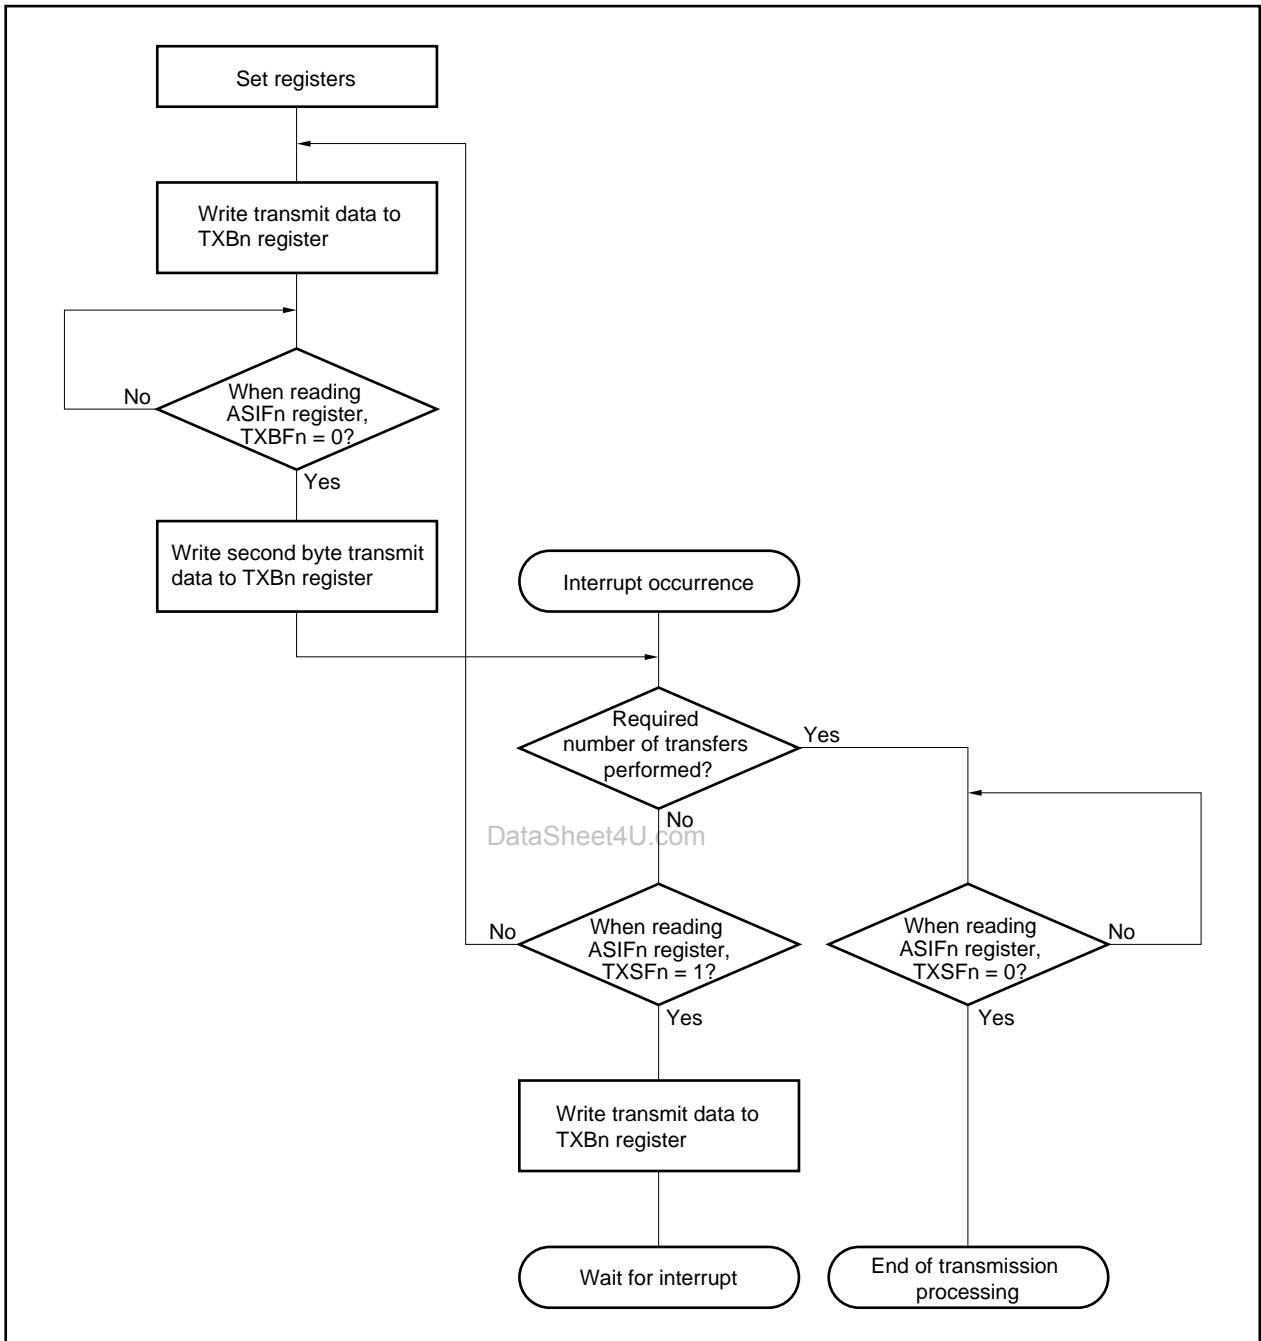 Set registers
Write transmit data to
TXBn register
No
When reading
ASIFn register,
TXBFn = 0?
Yes
Write second byte transmit
data to TXBn register
Interrupt occurrence
Required
number of transfers
performed?
Yes
No
DataSheet4U.com
No
When reading
ASIFn register,
TXSFn = 1?
Yes
When reading
ASIFn register,
TXSFn = 0?
No
Yes
Write transmit data to
TXBn register
Wait for interrupt
End of transmission
processing